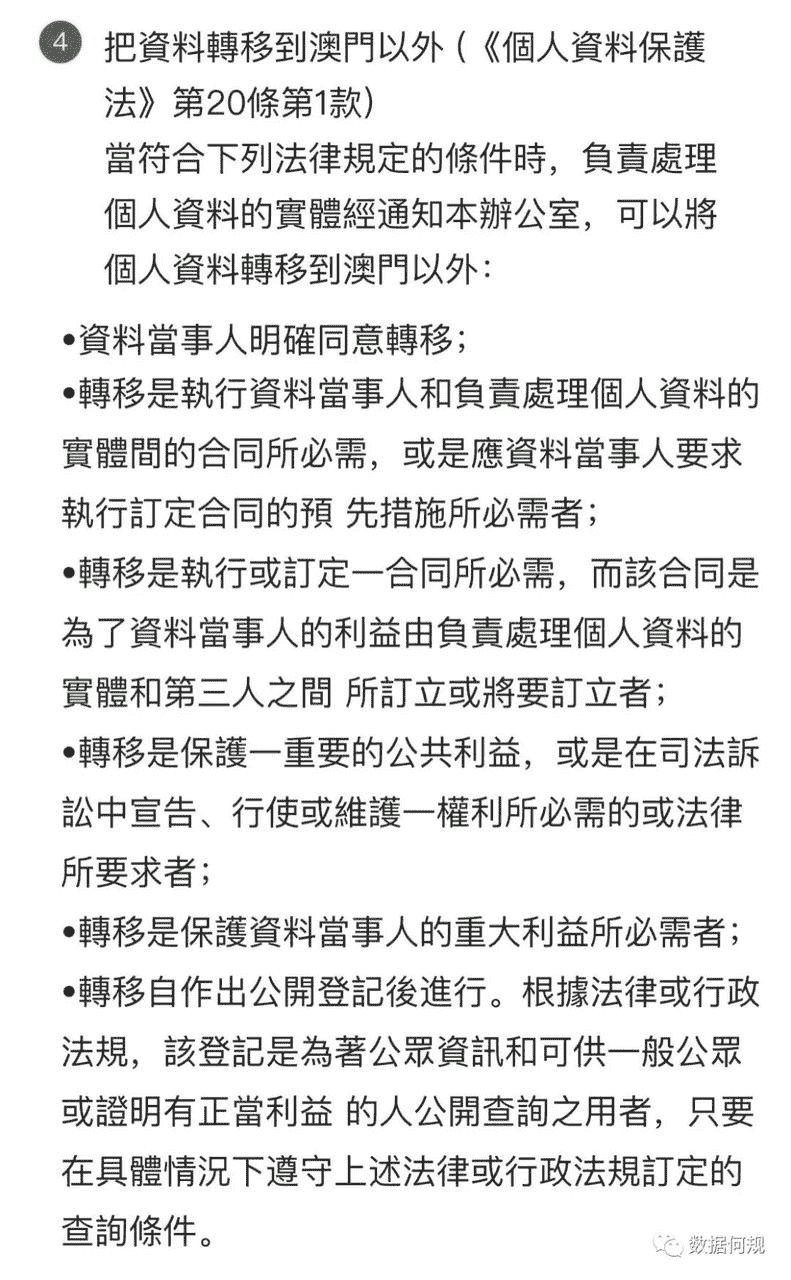 4 把資料轉移到澳門以外(《個人資料保護
法》第20條第1款)
當符合下列法律規定的條件時，負責處理
個人資料的實體經通知本辦公室，可以將
個人資料轉移到澳門以外：
•資料當事人明確同意轉移；
•轉移是執行資料當事人和負責處理個人資料的
實體間的合同所必需，或是應資料當事人要求
執行訂定合同的預 先措施所必需者；
•轉移是執行或訂定一合同所必需，而該合同是
為了資料當事人的利益由負責處理個人資料的
實體和第三人之間 所訂立或將要訂立者；
•轉移是保護一重要的公共利益，或是在司法訴
訟中宣告、行使或維護一權利所必需的或法律
所要求者；
•轉移是保護資料當事人的重大利益所必需者；
•轉移自作出公開登記後進行。根據法律或行政
法規，該登記是為著公眾資訊和可供一般公眾
或證明有正當利益 的人公開查詢之用者，只要
在具體情況下遵守上述法律或行政法規訂定的
查詢條件。
数据何规